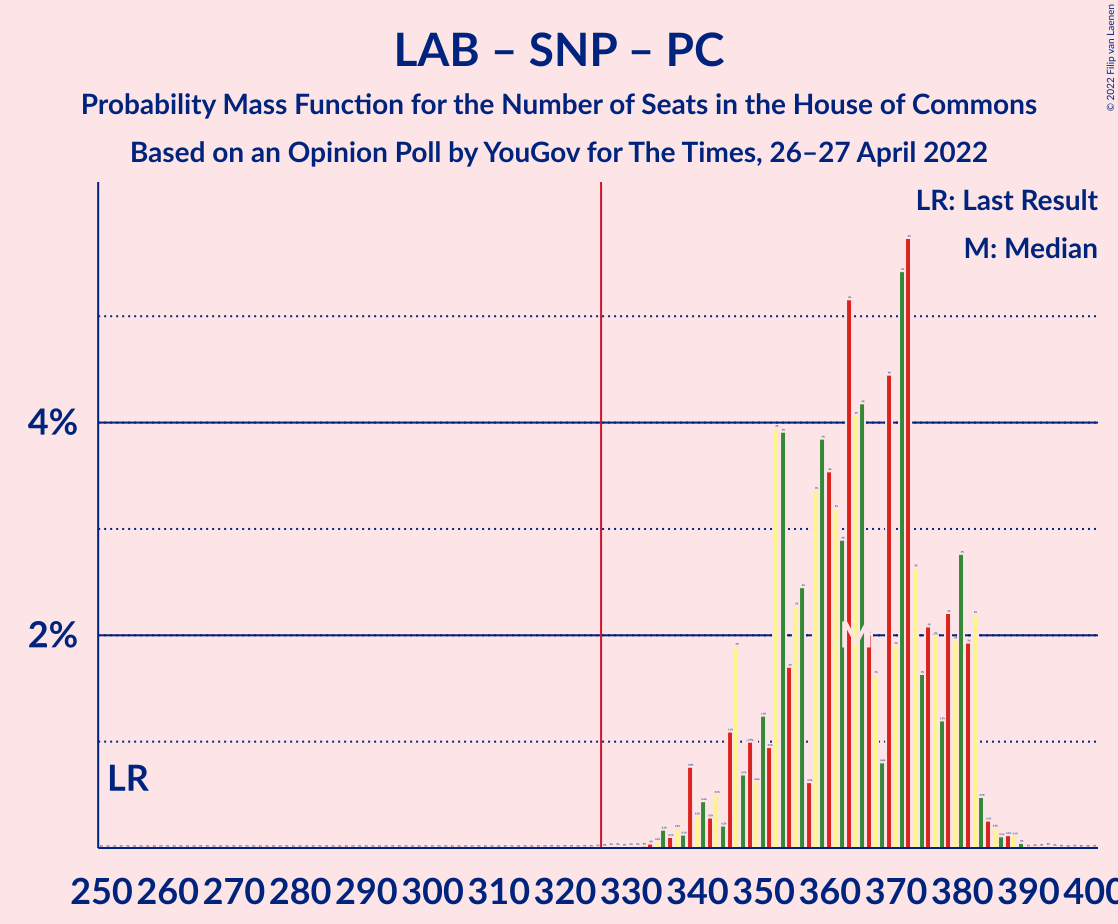 LAB – SNP – PC
Probability Mass Function for the Number of Seats in the House of Commons
Based on an Opinion Poll by YouGov for The Times, 26–27 April 2022
© 2022 Filip van Laenen
LR: Last Result
M: Median
4%
2%
M
LR
250 260 270 280 290 300 310 320 330 340 350 360 370 380 390 400